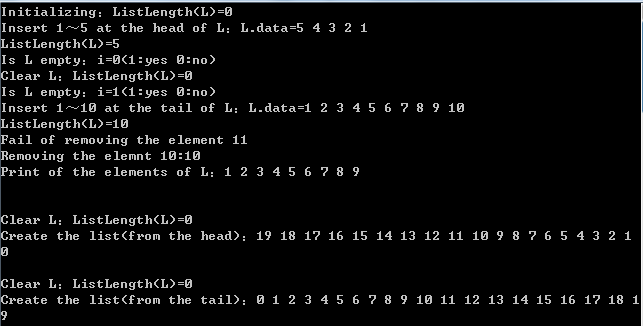 Initializing：ListLength(L)=0
Insert 1～5 at the head of L：L.data=5 4 3 2 1
ListLength(L)=5
Is L empty：i=0(1:yes 0:no)
Clear L：ListLength(L)=0
Is L empty：i=1(1:yes 0:no)
Insert 1～10 at the tail of L：L.data=1 2 3 4 5 6 7 8 9 10
ListLength(L)=10
Fail of removing the element 11
Removing the elemnt 10:10
Print of the elements of L：1 2 3 4 5 6 7 8 9
Clear L：ListLength(L)=0
Create the list(from the head)：19 18 17 16 15 14 13 12 11 10 9 8 7 6 5 4 3 2 1
0
Clear L：ListLength(L)=0
Create the list(from the tail)：0 1 2 3 4 5 6 7 8 9 10 11 12 13 14 15 16 17 18 1
9